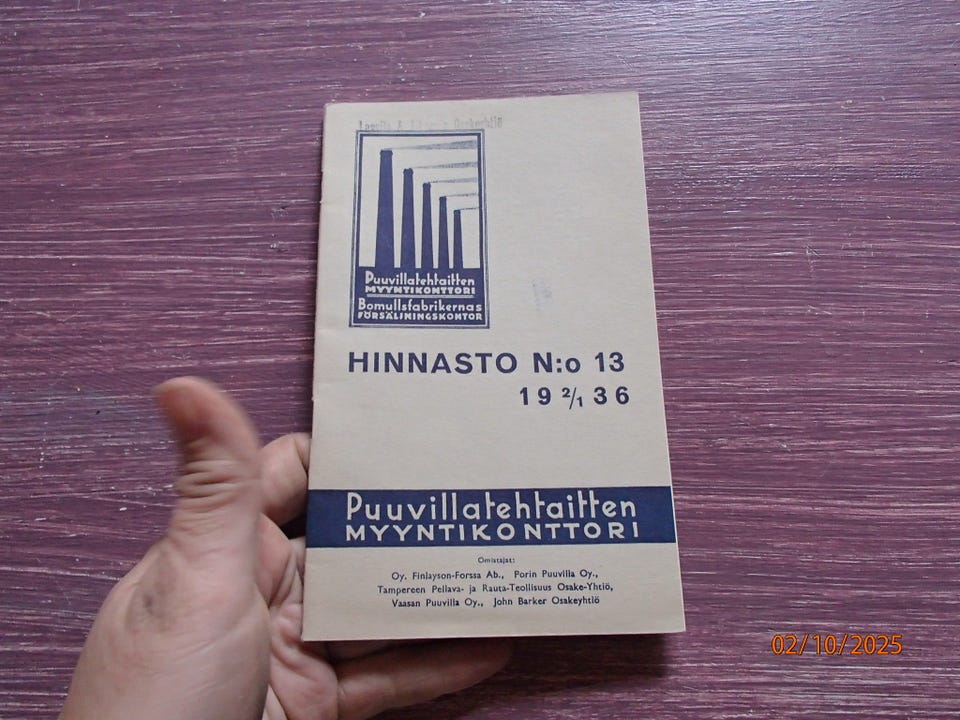 Osakeyhtiö
Puuvillatehtaitten
MYYNTIKONTTORI
Bomullsfabrikernas
FÖRSÄLJNINGSKONTOR
HINNASTO N:o 13
19 2/1 36
Puuvillatehtaitten
MYYNTIKONTTORI
Omistajat:
Oy. Finlayson-Forssa Ab., Porin Puuvilla Oy.,
Tampereen Pellava- ja Rauta-Teollisuus Osake-Yhtiö,
Vaasan Puuvilla Oy., John Barker Osakeyhtiö
02/10/2025